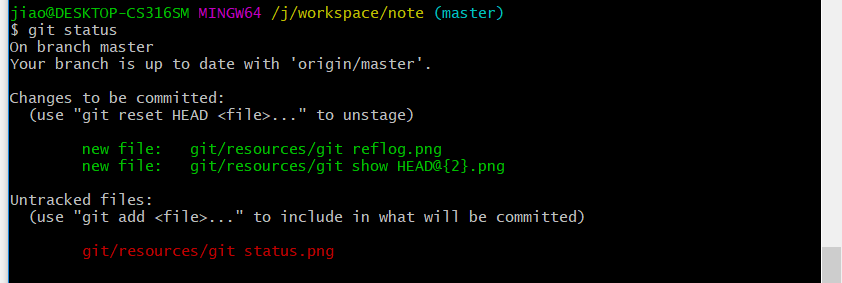 jiao@DESKTOP-CS316SM MINGW64 /j/workspace/note (master)
$ git status
On branch master
Your branch is up to date with 'origin/master'.
Changes to be committed:
(use "git reset HEAD <file>..." to unstage)
new file: git/resources/git reflog.png
new file: git/resources/git show HEAD@{2}.png
Untracked files:
(use "git add <file>..." to include in what will be committed)
git/resources/git status.png